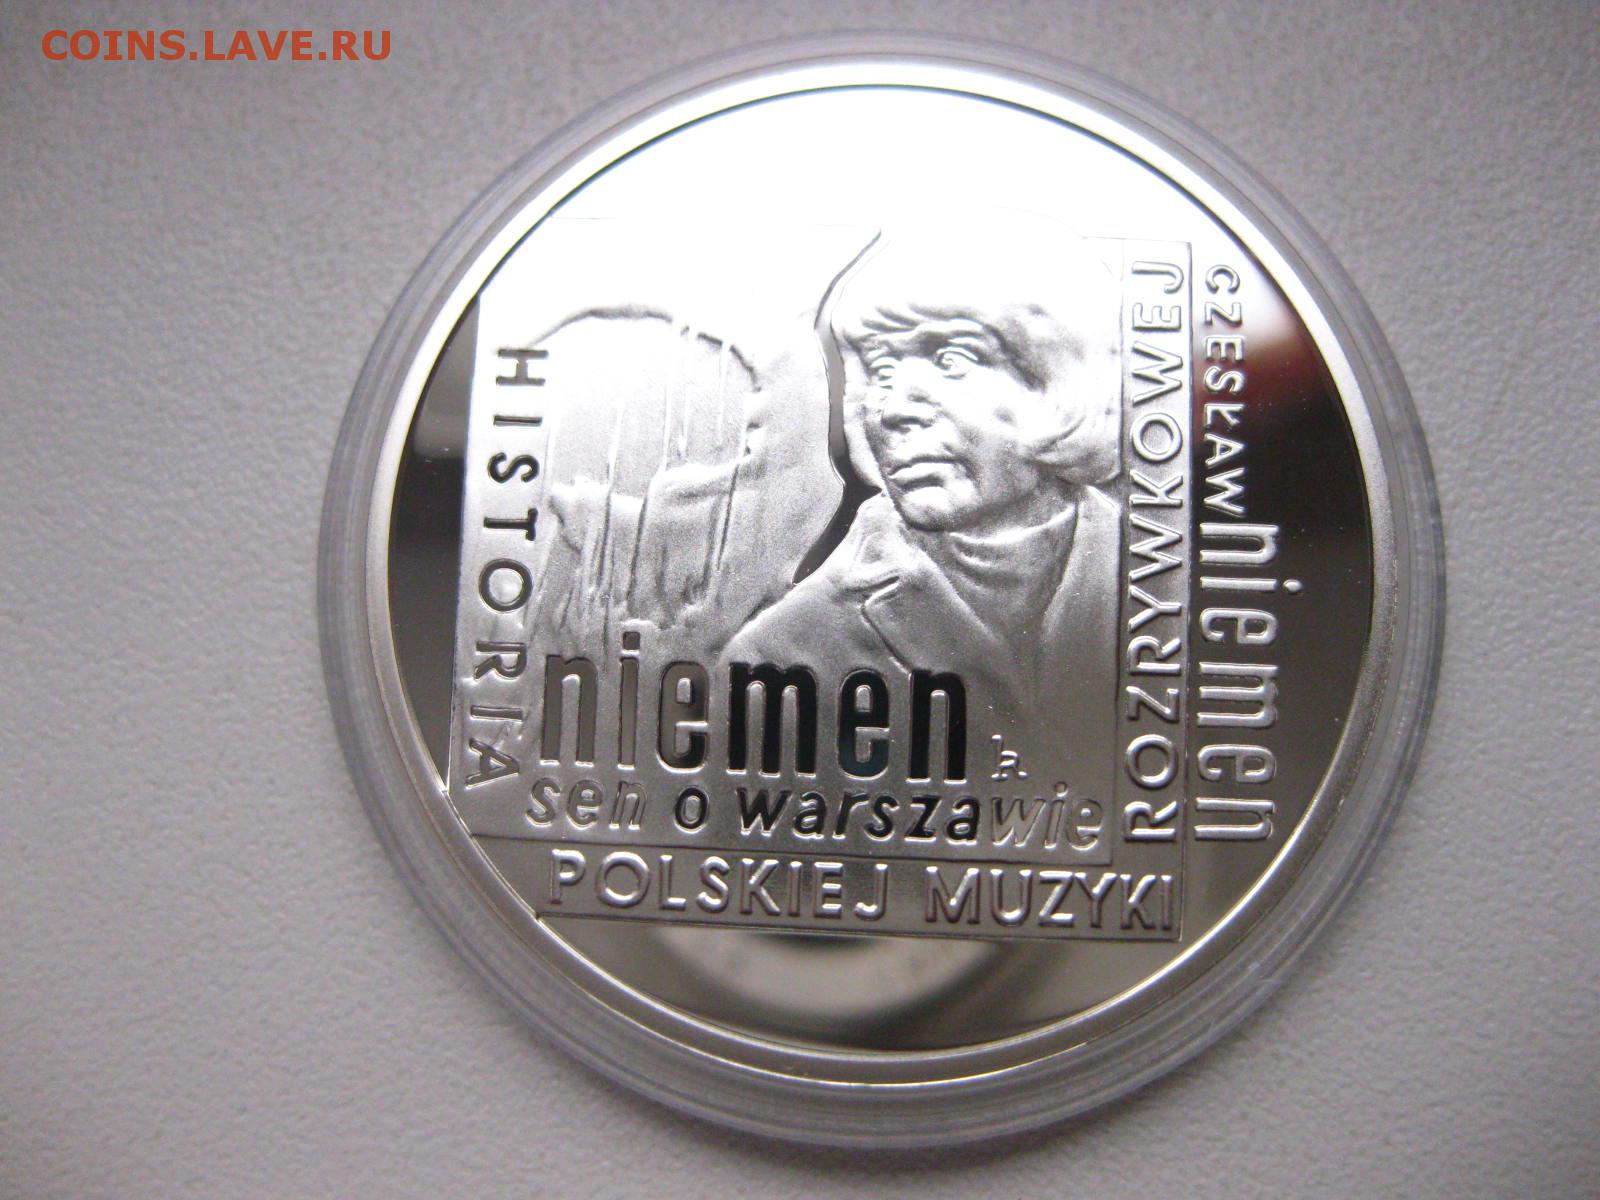 COINS.LAVE.RU
HISTORIA
POLSKIEJ MUZYKI
ROZRYWKOWEJ
CZESŁAW niemen
niemen
sen o warszawie